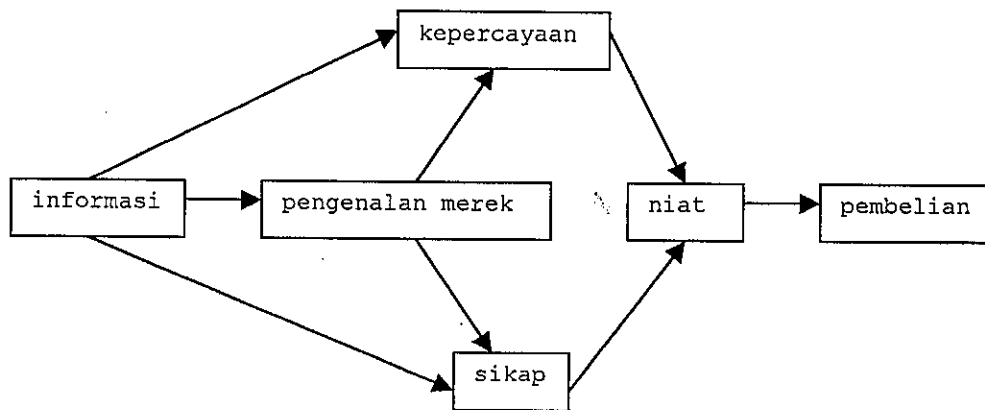 kepercayaan
informasi
pengenalan merek
niat
pembelian
sikap